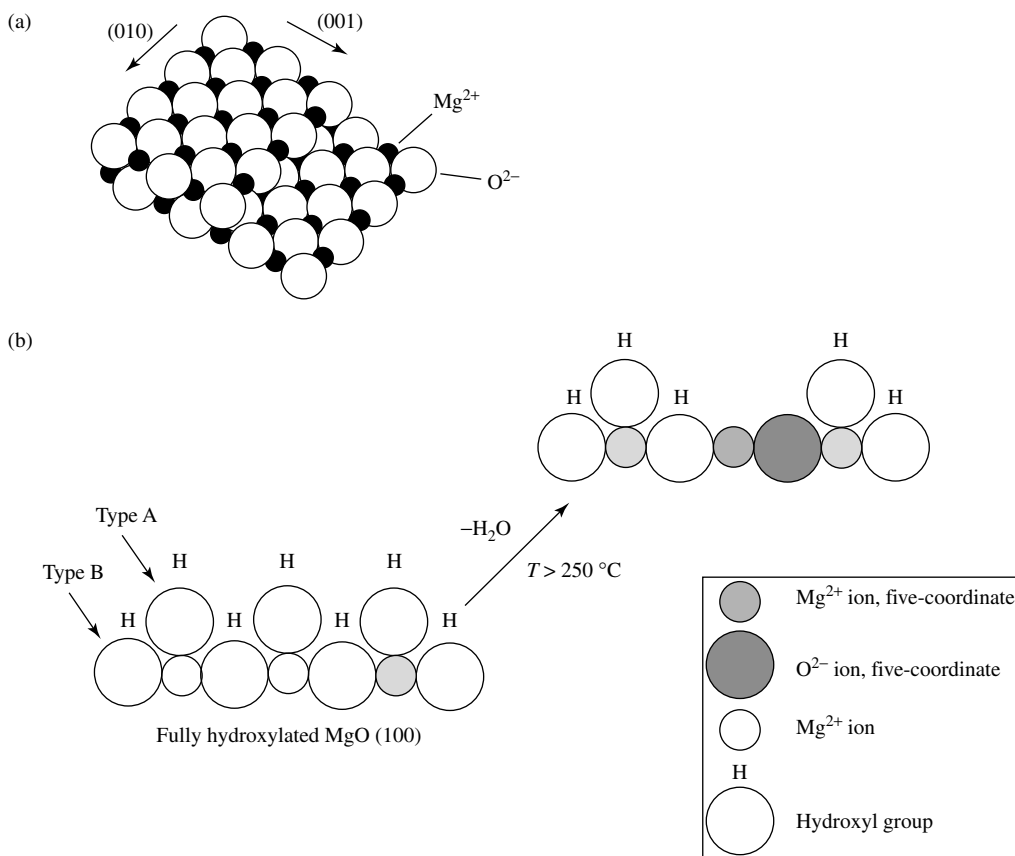 (a)
(010)
(001)
Mg²⁺
O²⁻
(b)
H
H
H
H
H
H
−H₂O
T > 250 °C
Type A
Type B
H
H
H
H
H
H
H
Fully hydroxylated MgO (100)
Mg²⁺ ion, five-coordinate
O²⁻ ion, five-coordinate
Mg²⁺ ion
H
Hydroxyl group